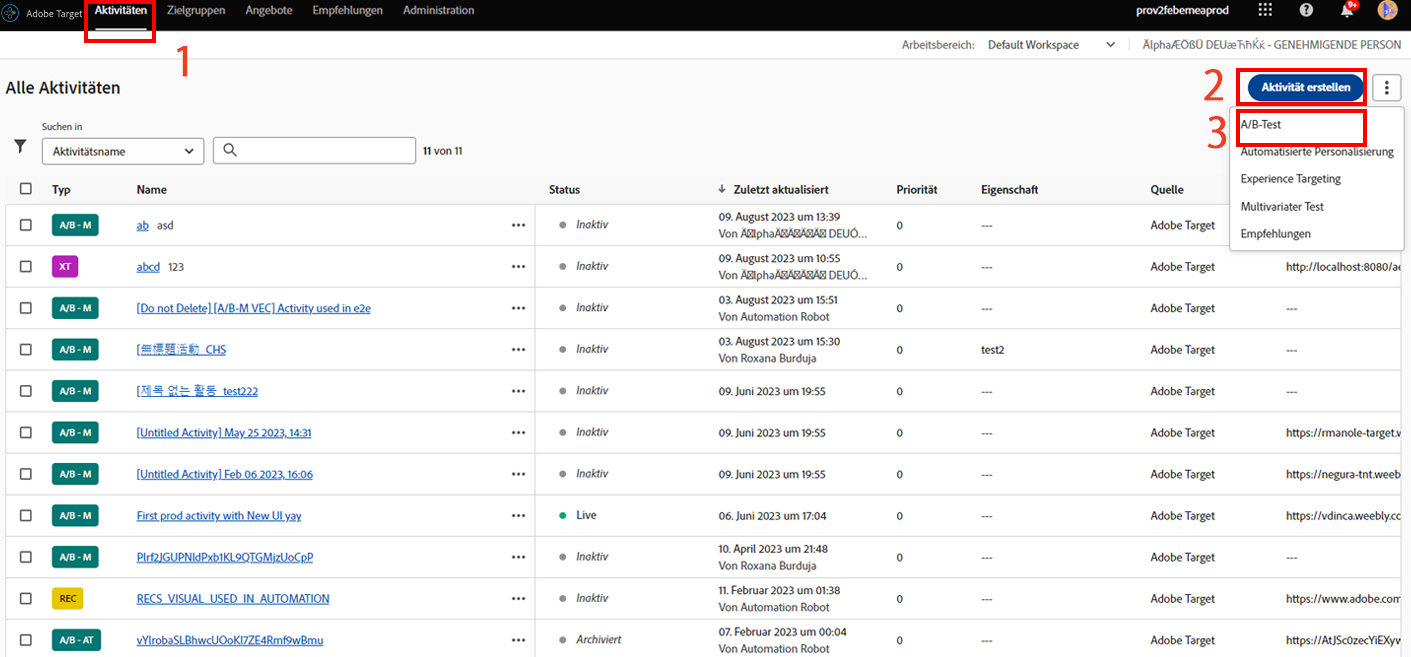 Adobe Target Aktivitäten Zielgruppen Angebote Empfehlungen Administration prov2febemeaprod 9+
1
Arbeitsbereich: Default Workspace ÄlphaÆÖßÜ DEUæЋħЌќ - GENEHMIGENDE PERSON
Alle Aktivitäten
2
Aktivität erstellen
3
A/B-Test
Automatisierte Personalisierung
Experience Targeting
Multivariater Test
Empfehlungen
Suchen in
Aktivitätsname 11 von 11
Typ Name Status Zuletzt aktualisiert Priorität Eigenschaft Quelle
A/B - M ab asd Inaktiv 09. August 2023 um 13:39 0 --- Adobe Target
Von
XT abcd 123 Inaktiv 09. August 2023 um 10:55 0 --- Adobe Target http://localhost:8080/ae
Von
A/B - M [Do not Delete] [A/B-M VEC] Activity used in e2e Inaktiv 03. August 2023 um 15:51 0 --- Adobe Target ---
Von Automation Robot
A/B - M [無標題活動_CHS Inaktiv 03. August 2023 um 15:30 0 test2 Adobe Target ---
Von Roxana Burduja
A/B - M [제목 없는 활동_test222 Inaktiv 09. Juni 2023 um 19:55 0 --- Adobe Target ---
A/B - M [Untitled Activity] May 25 2023, 14:31 Inaktiv 09. Juni 2023 um 19:55 0 --- Adobe Target https://rmanole-target.w
A/B - M [Untitled Activity] Feb 06 2023, 16:06 Inaktiv 09. Juni 2023 um 19:55 0 --- Adobe Target https://negura-tnt.weeb
A/B - M First prod activity with New UI yay Live 06. Juni 2023 um 17:04 0 --- Adobe Target https://vdinca.weebly.co
A/B - M Inaktiv 10. April 2023 um 21:48 0 --- Adobe Target ---
Von Roxana Burduja
REC RECS_VISUAL_USED_IN_AUTOMATION Inaktiv 11. Februar 2023 um 01:38 0 --- Adobe Target https://www.adobe.com
Von Automation Robot
A/B - AT Archiviert 07. Februar 2023 um 00:04 0 --- Adobe Target
Von Automation Robot